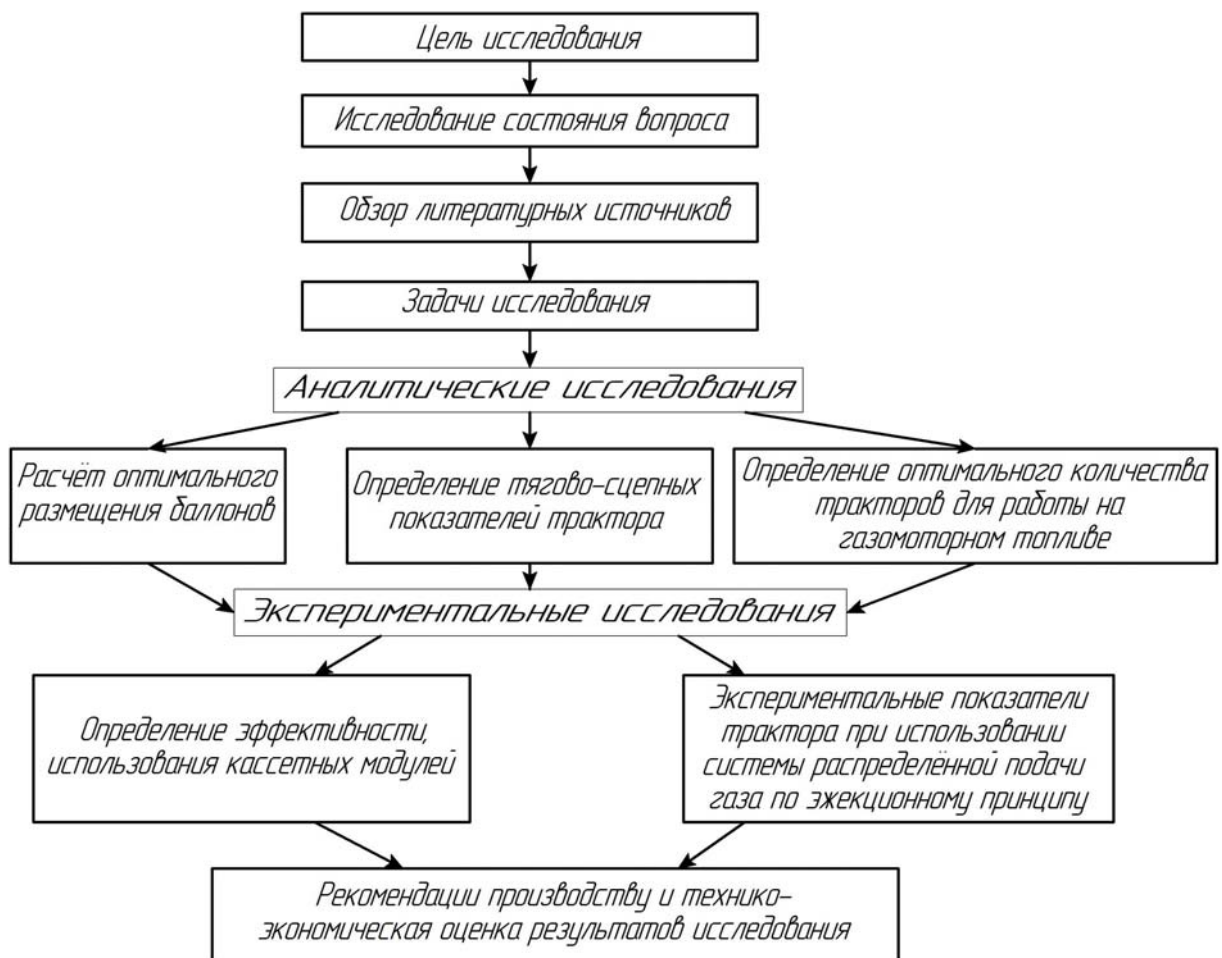 Цель исследования
Исследование состояния вопроса
Обзор литературных источников
Задачи исследования
Аналитические исследования
Расчёт оптимального
размещения баллонов
Определение тягово-сцепных
показателей трактора
Определение оптимального количества
тракторов для работы на
газомоторном топливе
Экспериментальные исследования
Определение эффективности,
использования кассетных модулей
Экспериментальные показатели
трактора при использовании
системы распределённой подачи
газа по эжекционному принципу
Рекомендации производству и технико-
экономическая оценка результатов исследования